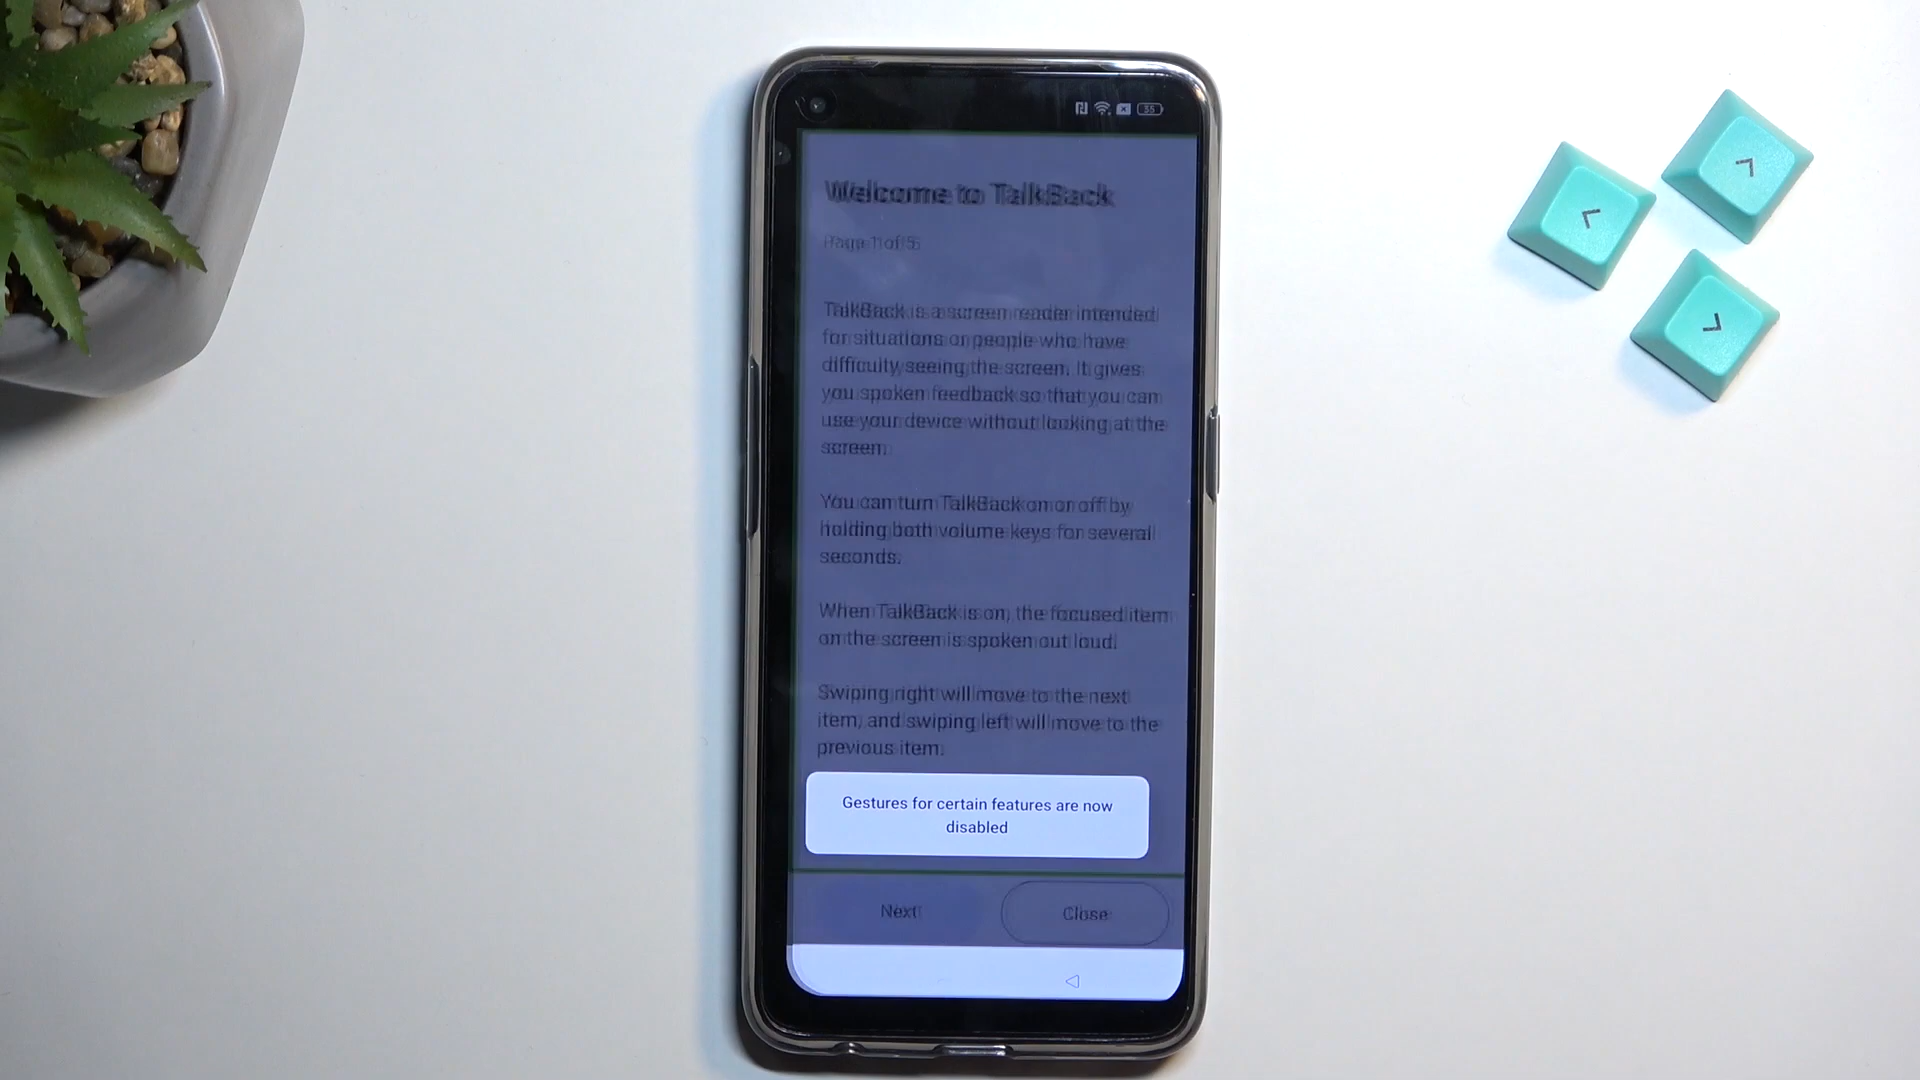 55
Welcome to TalkBack
Page 1 of 5
TalkBack is a screen reader intended
for situations or people who have
difficulty seeing the screen. It gives
you spoken feedback so that you can
use your device without looking at the
screen.
You can turn TalkBack on or off by
holding both volume keys for several
seconds.
When TalkBack is on, the focused item
on the screen is spoken out loud.
Swiping right will move to the next
item, and swiping left will move to the
previous item.
Gestures for certain features are now
disabled
Next
Close